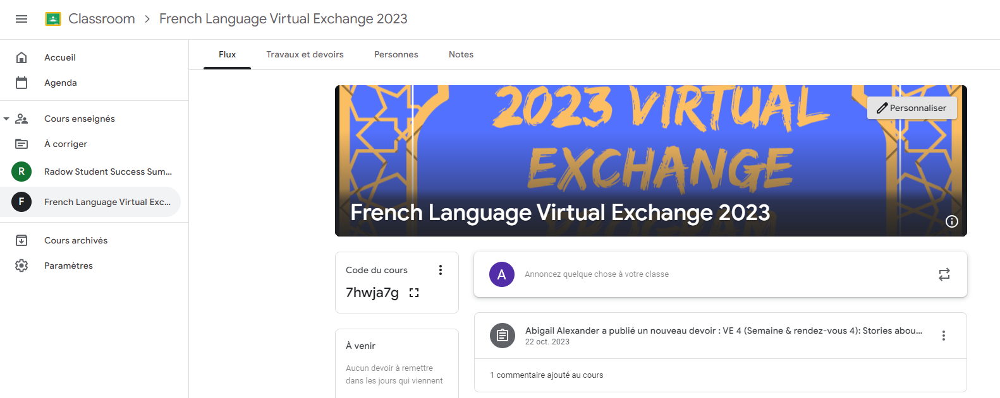 Classroom > French Language Virtual Exchange 2023
Accueil
Agenda
Cours enseignés
À corriger
R Radow Student Success Sum...
F French Language Virtual Exc...
Cours archivés
Paramètres
Flux Travaux et devoirs Personnes Notes
2023 VIRTUAL
EXCHANGE
PROGRAM
Personnaliser
French Language Virtual Exchange 2023
Code du cours
7hwja7g
À venir
Aucun devoir à remettre
dans les jours qui viennent
A Annoncez quelque chose à votre classe
Abigail Alexander a publié un nouveau devoir : VE 4 (Semaine & rendez-vous 4): Stories abou...
22 oct. 2023
1 commentaire ajouté au cours